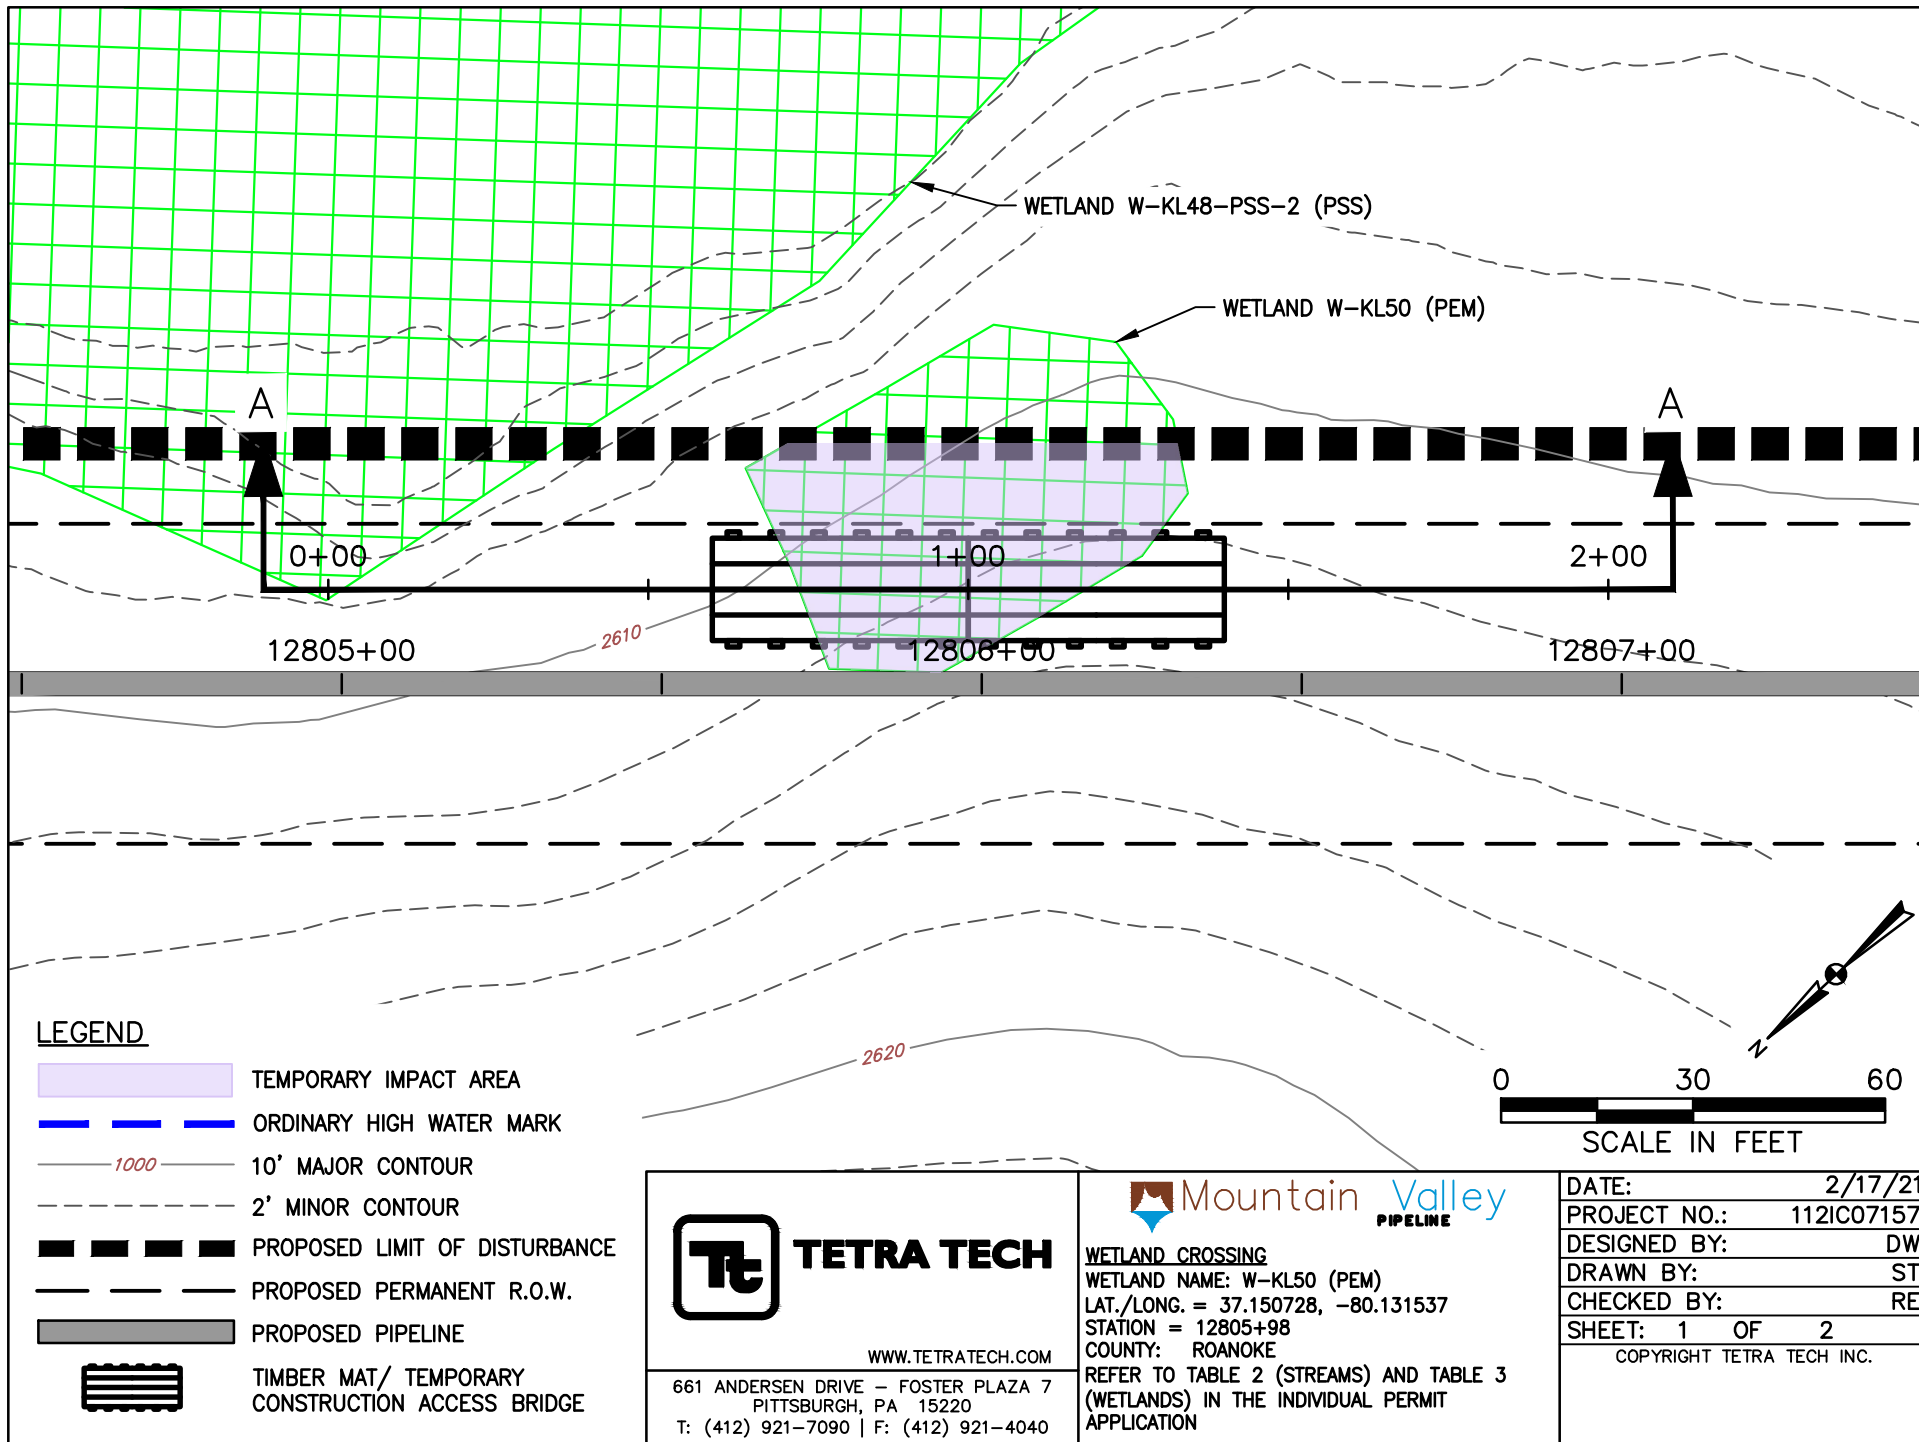 WETLAND W-KL48-PSS-2 (PSS)
WETLAND W-KL50 (PEM)
A
A
0+00
1+00
2+00
2610
12805+00
12806+00
12807+00
2620
N
0 30 60
SCALE IN FEET
LEGEND
TEMPORARY IMPACT AREA
ORDINARY HIGH WATER MARK
1000
10' MAJOR CONTOUR
2' MINOR CONTOUR
PROPOSED LIMIT OF DISTURBANCE
PROPOSED PERMANENT R.O.W.
PROPOSED PIPELINE
TIMBER MAT/ TEMPORARY
CONSTRUCTION ACCESS BRIDGE
Tt
TETRA TECH
WWW.TETRATECH.COM
661 ANDERSEN DRIVE – FOSTER PLAZA 7
PITTSBURGH, PA 15220
T: (412) 921-7090 | F: (412) 921-4040
Mountain Valley
PIPELINE
WETLAND CROSSING
WETLAND NAME: W-KL50 (PEM)
LAT./LONG. = 37.150728, -80.131537
STATION = 12805+98
COUNTY: ROANOKE
REFER TO TABLE 2 (STREAMS) AND TABLE 3
(WETLANDS) IN THE INDIVIDUAL PERMIT
APPLICATION
DATE: 2/17/21
PROJECT NO.: 112IC07157
DESIGNED BY: DW
DRAWN BY: ST
CHECKED BY: RE
SHEET: 1 OF 2
COPYRIGHT TETRA TECH INC.